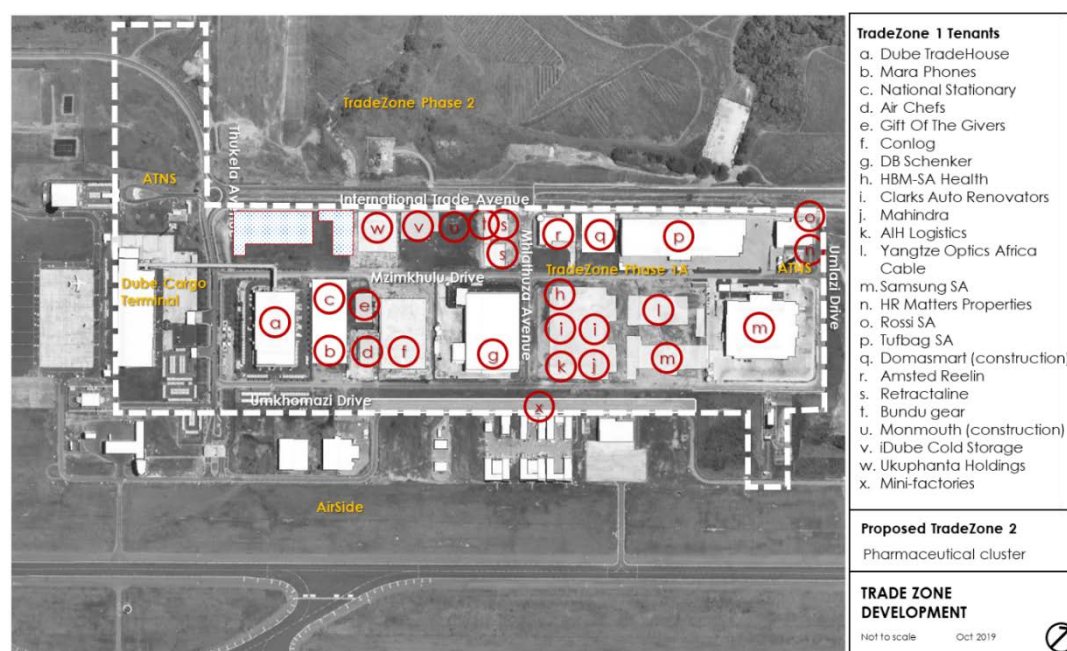 TradeZone Phase 2
Thukela Avenue
ATNS
International Trade Avenue
w
v
u
t
s
s
r
q
p
o
n
Mzimkhulu Drive
Mhlathuza Avenue
TradeZone Phase 1A
ATNS
Umlazi Drive
Dube Cargo
Terminal
a
c
b
e
d
f
g
h
i
i
k
j
l
m
m
Umkhomazi Drive
x
AirSide
TradeZone 1 Tenants
a. Dube TradeHouse
b. Mara Phones
c. National Stationary
d. Air Chefs
e. Gift Of The Givers
f. Conlog
g. DB Schenker
h. HBM-SA Health
i. Clarks Auto Renovators
j. Mahindra
k. AIH Logistics
l. Yangtze Optics Africa
Cable
m. Samsung SA
n. HR Matters Properties
o. Rossi SA
p. Tufbag SA
q. Domasmart (construction)
r. Amsted Reelin
s. Retractaline
t. Bundu gear
u. Monmouth (construction)
v. iDube Cold Storage
w. Ukuphanta Holdings
x. Mini-factories
Proposed TradeZone 2
Pharmaceutical cluster
TRADE ZONE
DEVELOPMENT
Not to scale Oct 2019